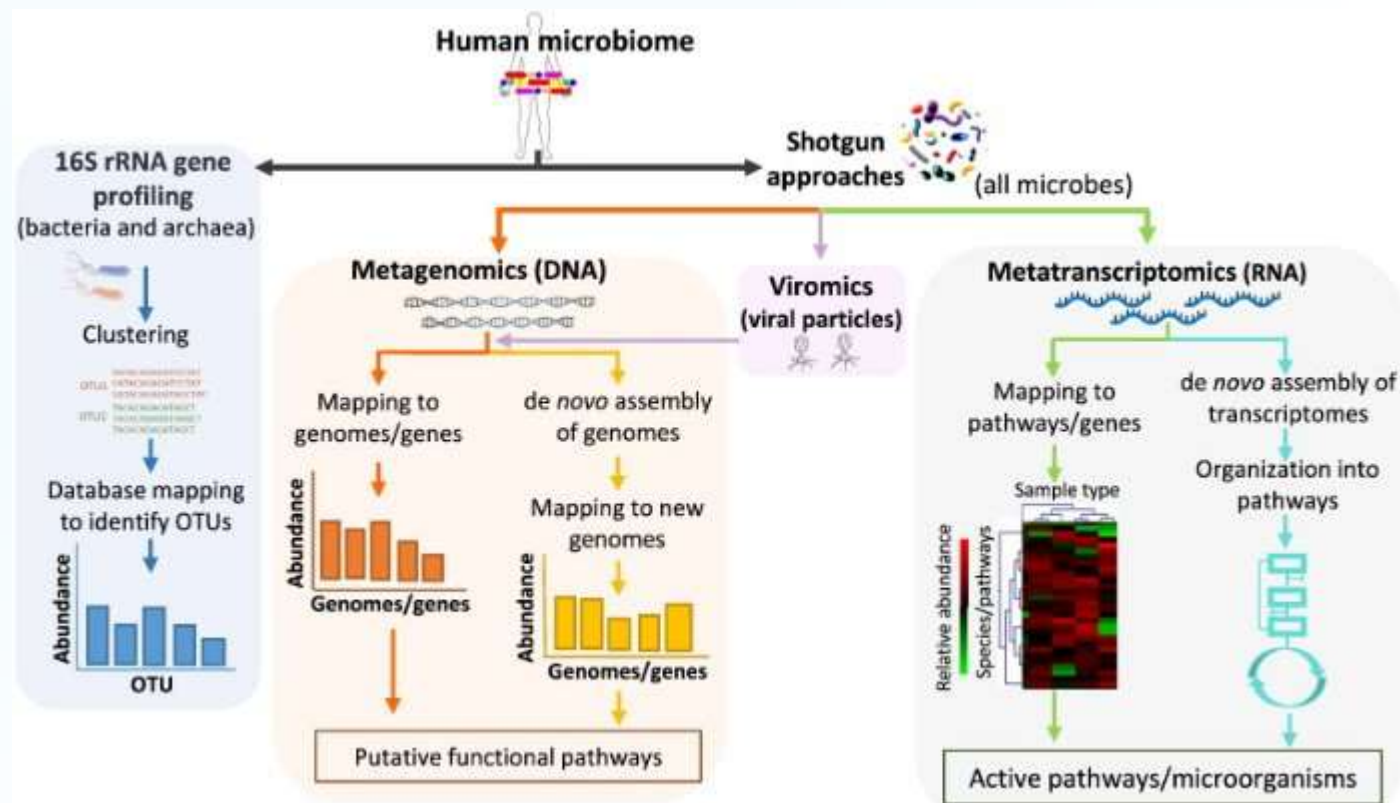 Human microbiome
16S rRNA gene
profiling
(bacteria and archaea)
Clustering
OTU1
OTU2
Database mapping
to identify OTUs
Abundance
OTU
Shotgun
approaches
(all microbes)
Metagenomics (DNA)
Mapping to
genomes/genes
Abundance
Genomes/genes
de novo assembly
of genomes
Mapping to new
genomes
Abundance
Genomes/genes
Putative functional pathways
Viromics
(viral particles)
Metatranscriptomics (RNA)
Mapping to
pathways/genes
Sample type
Relative abundance
Species/pathways
de novo assembly of
transcriptomes
Organization into
pathways
Active pathways/microorganisms